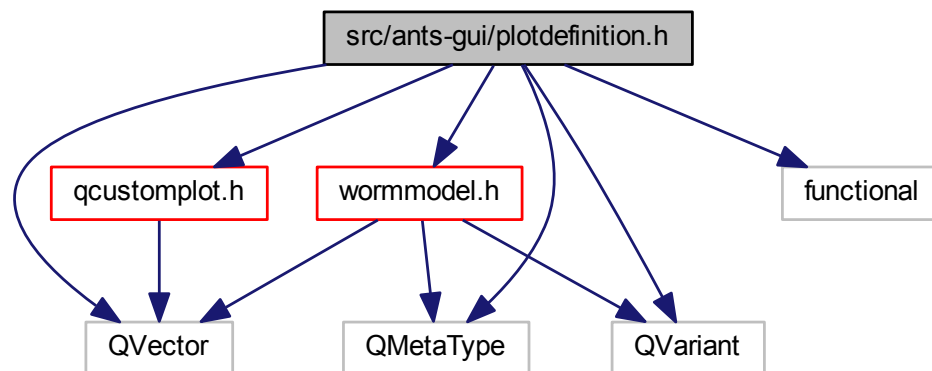 src/ants-gui/plotdefinition.h
qcustomplot.h
wormmodel.h
functional
QVector
QMetaType
QVariant